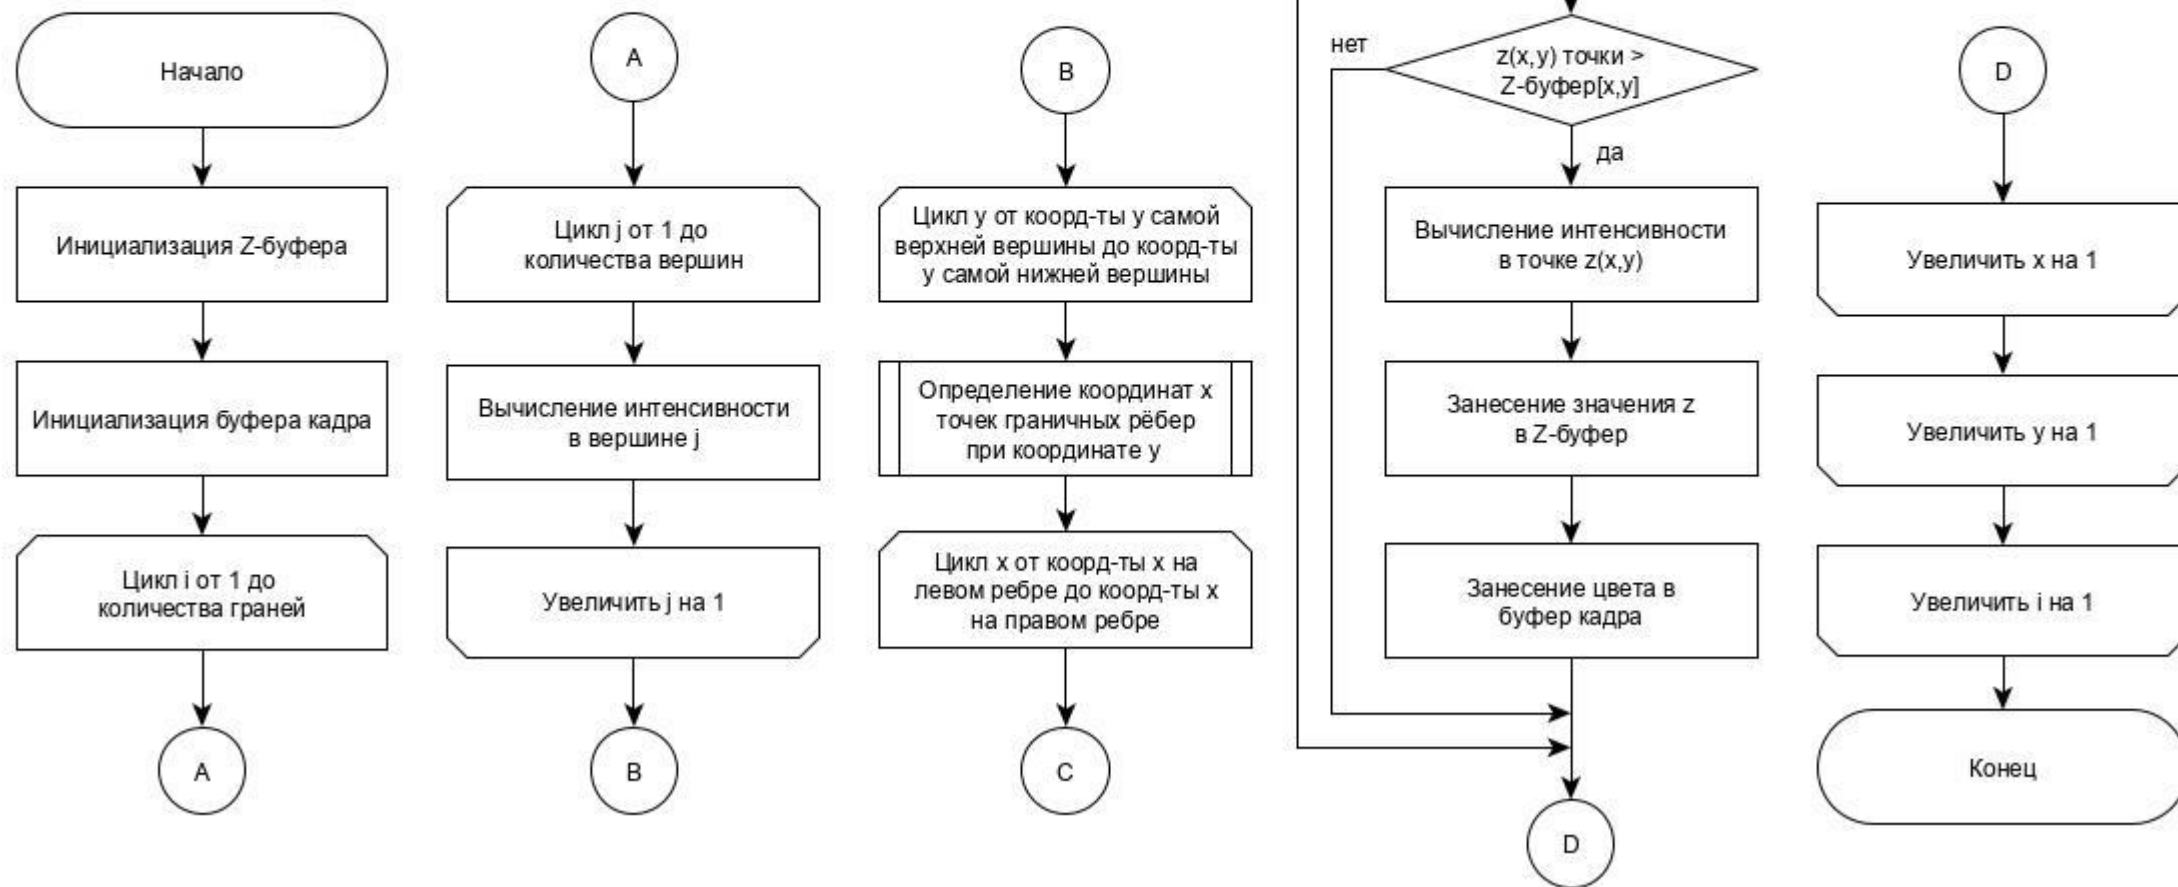 Начало
Инициализация Z-буфера
Инициализация буфера кадра
Цикл i от 1 до
количества граней
A
A
Цикл j от 1 до
количества вершин
Вычисление интенсивности
в вершине j
Увеличить j на 1
B
B
Цикл y от коорд-ты y самой
верхней вершины до коорд-ты
y самой нижней вершины
Определение координат x
точек граничных рёбер
при координате y
Цикл x от коорд-ты x на
левом ребре до коорд-ты x
на правом ребре
C
нет
z(x,y) точки >
Z-буфер[x,y]
да
Вычисление интенсивности
в точке z(x,y)
Занесение значения z
в Z-буфер
Занесение цвета в
буфер кадра
D
D
Увеличить x на 1
Увеличить y на 1
Увеличить i на 1
Конец